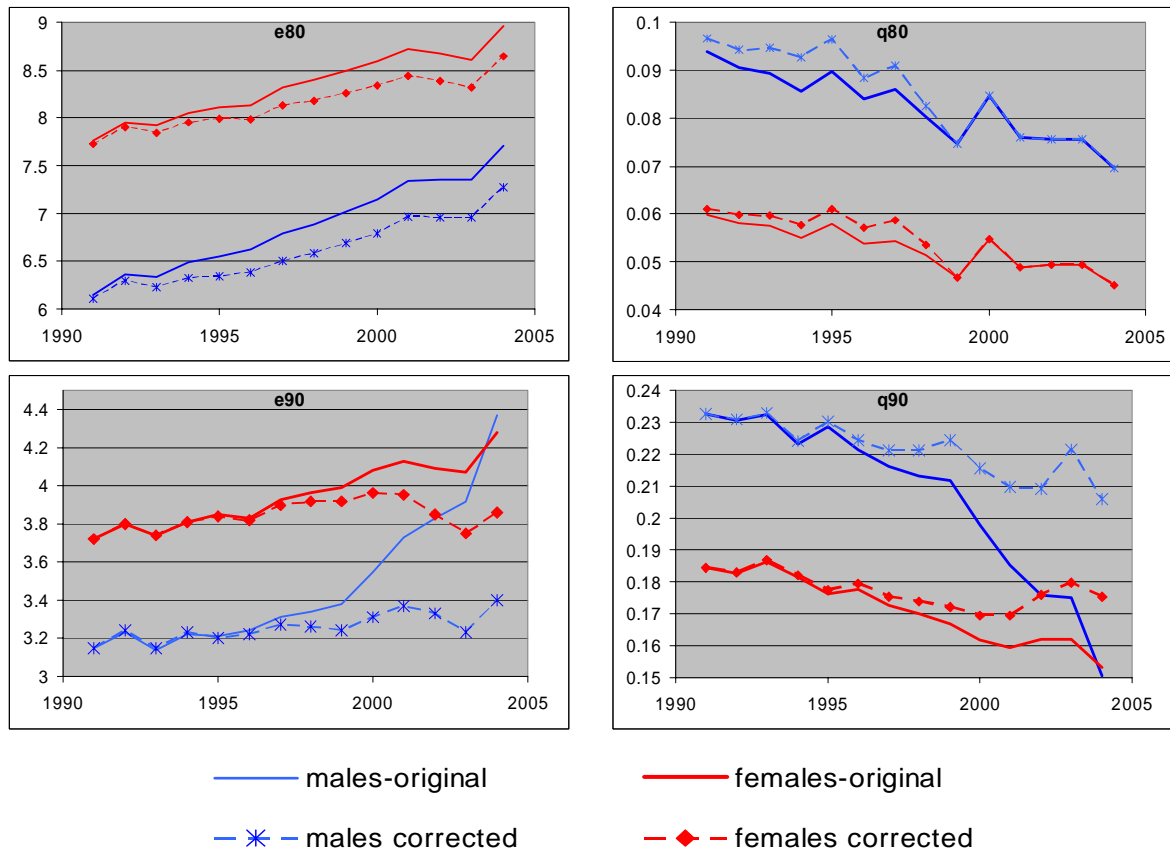 e80
9
8.5
8
7.5
7
6.5
6
1990 1995 2000 2005
q80
0.1
0.09
0.08
0.07
0.06
0.05
0.04
1990 1995 2000 2005
e90
4.4
4.2
4
3.8
3.6
3.4
3.2
3
1990 1995 2000 2005
q90
0.24
0.23
0.22
0.21
0.2
0.19
0.18
0.17
0.16
0.15
1990 1995 2000 2005
males-original
females-original
males corrected
females corrected